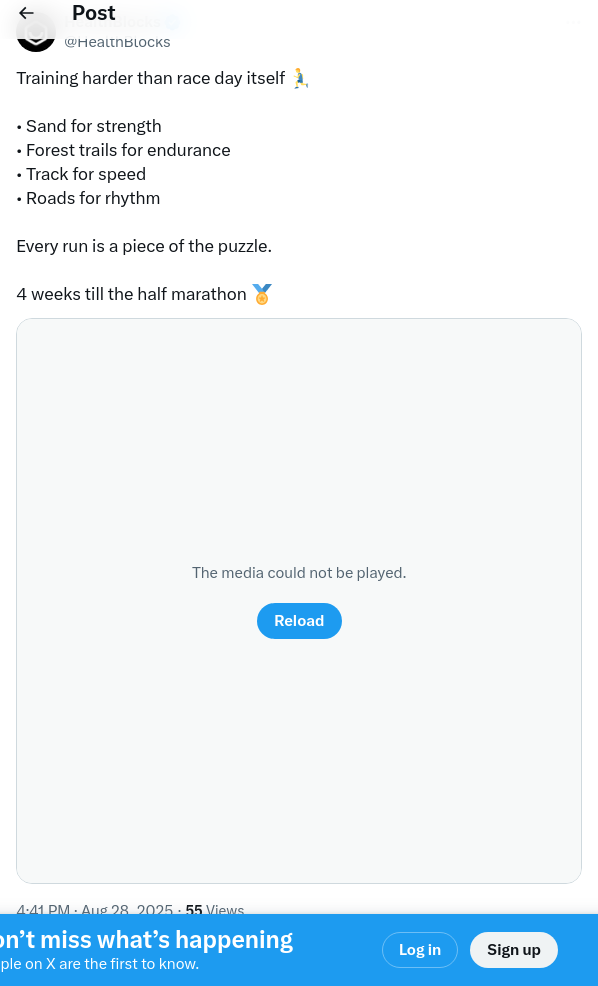 Post
@HealthBlocks
Training harder than race day itself 🏃
• Sand for strength
• Forest trails for endurance
• Track for speed
• Roads for rhythm
Every run is a piece of the puzzle.
4 weeks till the half marathon 🏅
The media could not be played.
Reload
4:41 PM · Aug 28, 2025 · 55 Views
on’t miss what’s happening
ple on X are the first to know.
Log in
Sign up